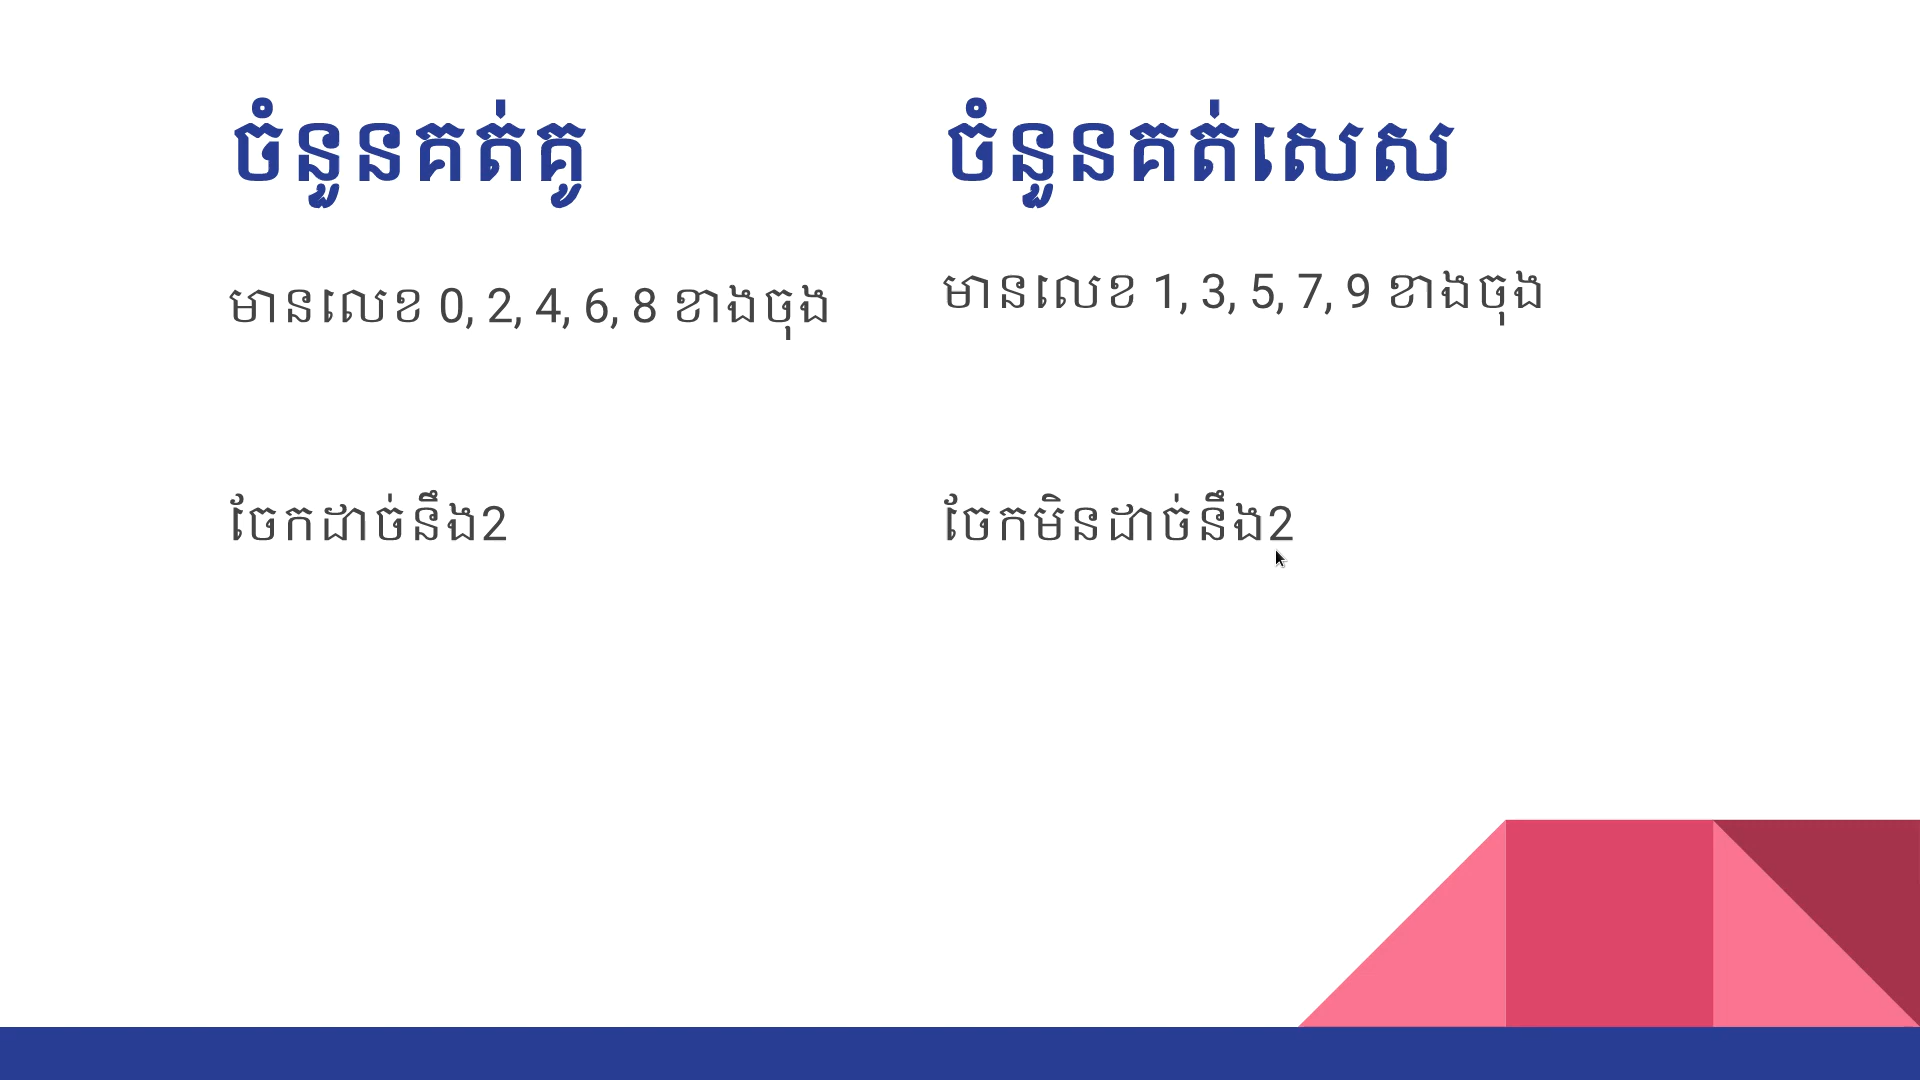 ចំនួនគត់គូ
មានលេខ 0, 2, 4, 6, 8 ខាងចុង
ចែកដាច់នឹង2
ចំនួនគត់សេស
មានលេខ 1, 3, 5, 7, 9 ខាងចុង
ចែកមិនដាច់នឹង2